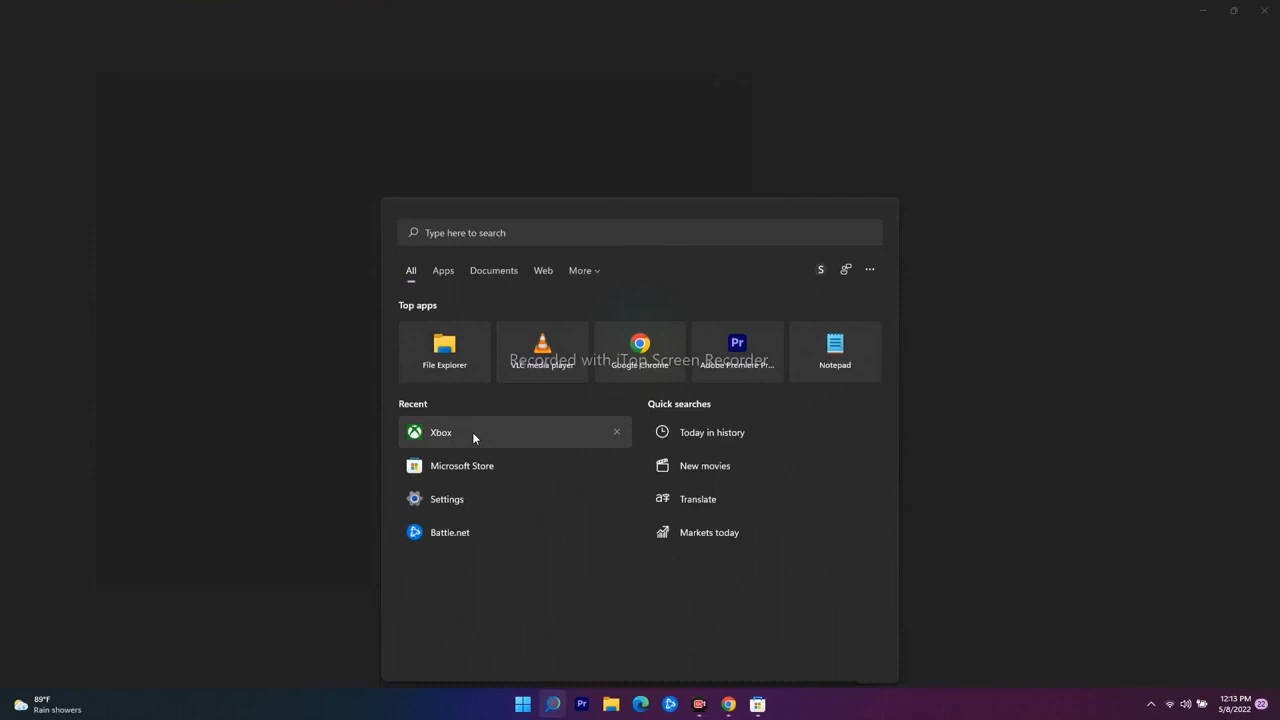 Type here to search
All Apps Documents Web More S
Top apps
File Explorer VLC media player Google Chrome Adobe Premiere Pr... Notepad
Recorded with iTop Screen Recorder
Recent Quick searches
Xbox Today in history
Microsoft Store New movies
Settings Translate
Battle.net Markets today
89°F
Rain showers
12:13 PM
5/8/2022
23